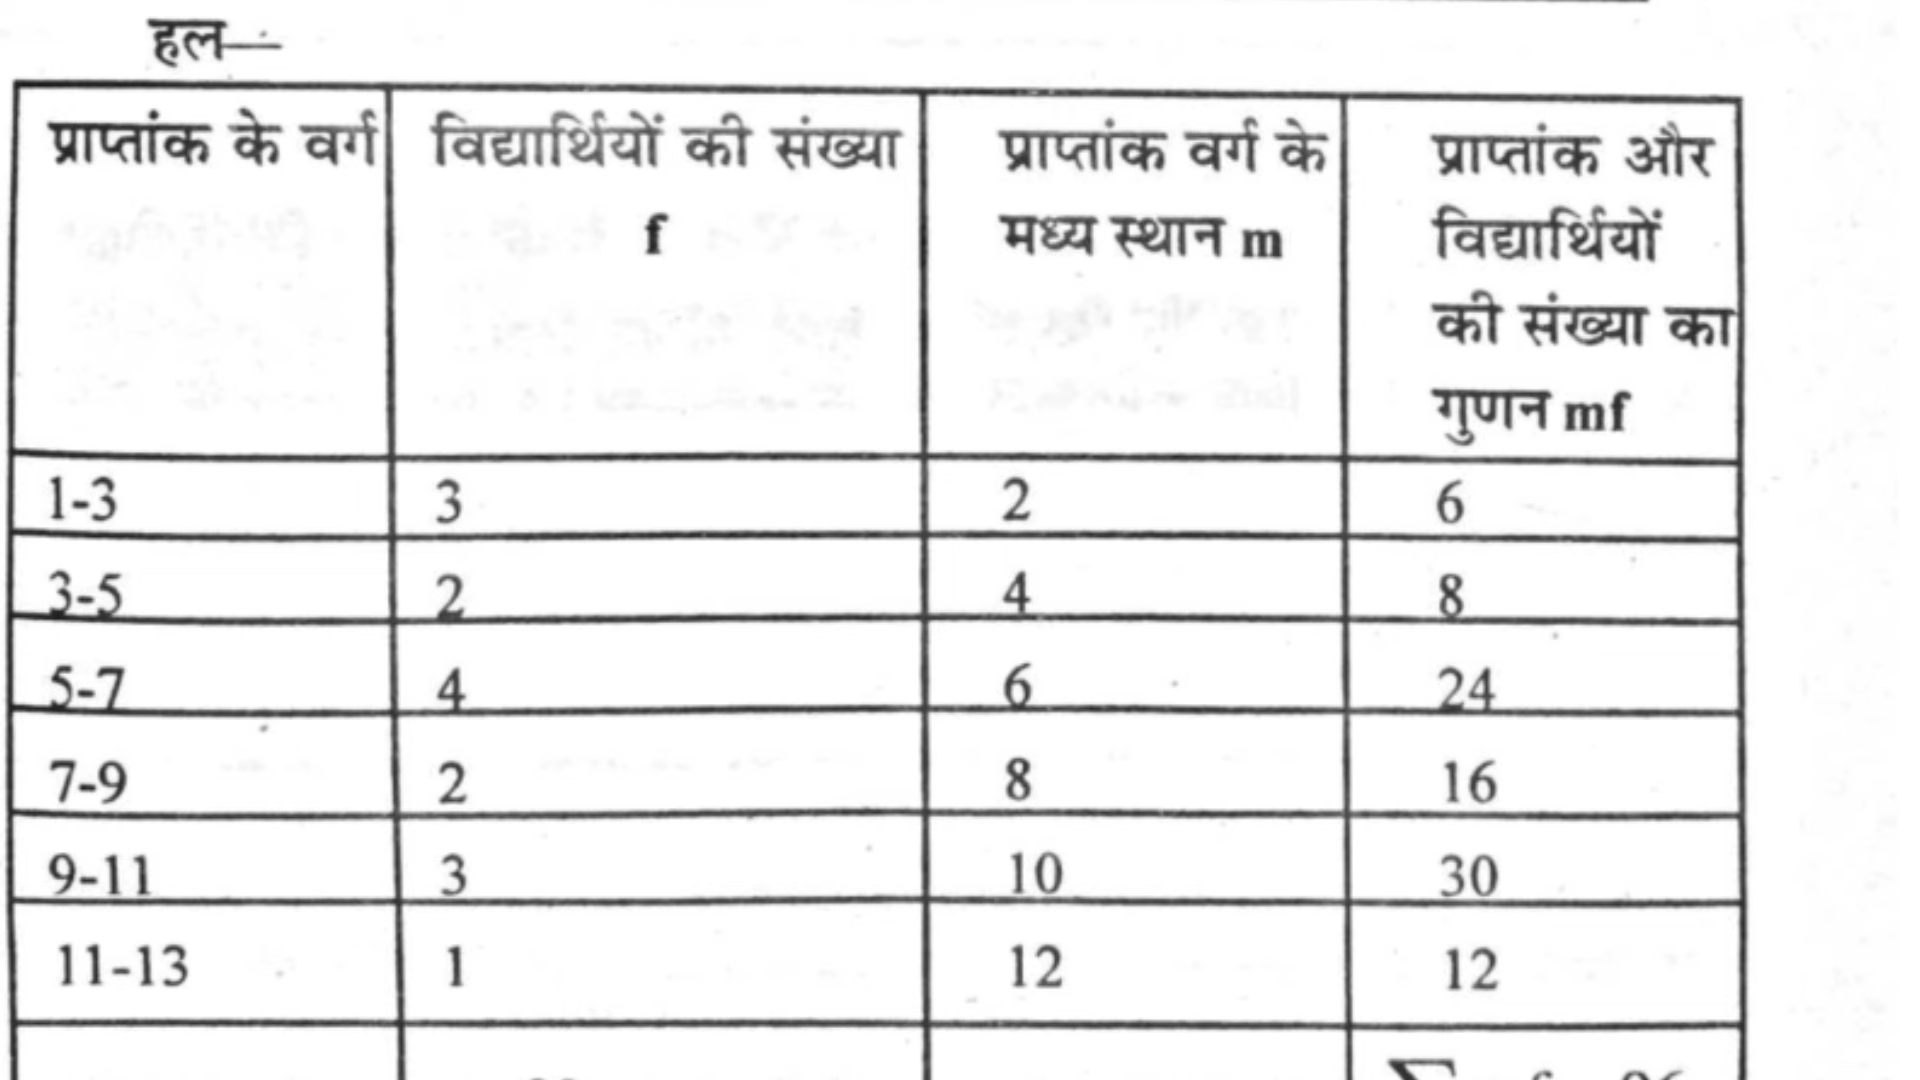 हल—
प्राप्तांक के वर्ग
विद्यार्थियों की संख्या
f
प्राप्तांक वर्ग के
मध्य स्थान m
प्राप्तांक और
विद्यार्थियों
की संख्या का
गुणन mf
1-3 3 2 6
3-5 2 4 8
5-7 4 6 24
7-9 2 8 16
9-11 3 10 30
11-13 1 12 12